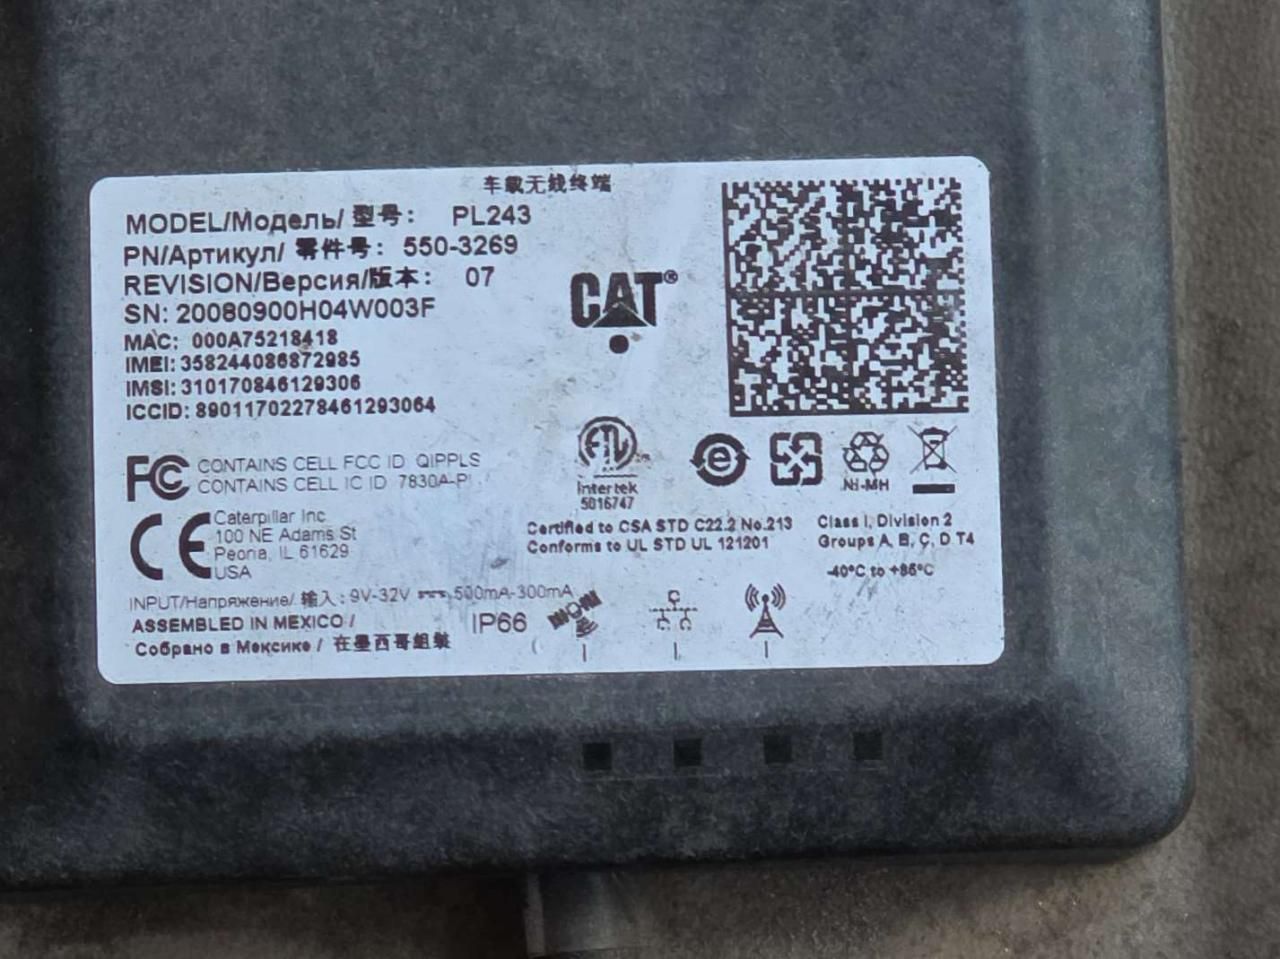 车载无线终端
MODEL/Модель/ 型号: PL243
PN/Артикул/ 零件号: 550-3269
REVISION/Версия/版本: 07
SN: 20080900H04W003F
MAC: 000A75218418
IMEI: 358244086872985
IMSI: 310170846129306
ICCID: 89011702278461293064
CAT®
FC CONTAINS CELL FCC ID QIPPLS
CONTAINS CELL IC ID 7830A-P
ETL
Intertek
5016747
e
Ni-MH
CE
Caterpillar Inc
100 NE Adams St
Peoria, IL 61629
USA
Certified to CSA STD C22.2 No.213
Conforms to UL STD UL 121201
Class I, Division 2
Groups A, B, C, D T4
-40°C to +85°C
INPUT/Напряжение/ 输入: 9V-32V 500mA-300mA
ASSEMBLED IN MEXICO /
Собрано в Мексике / 在墨西哥组装
IP66